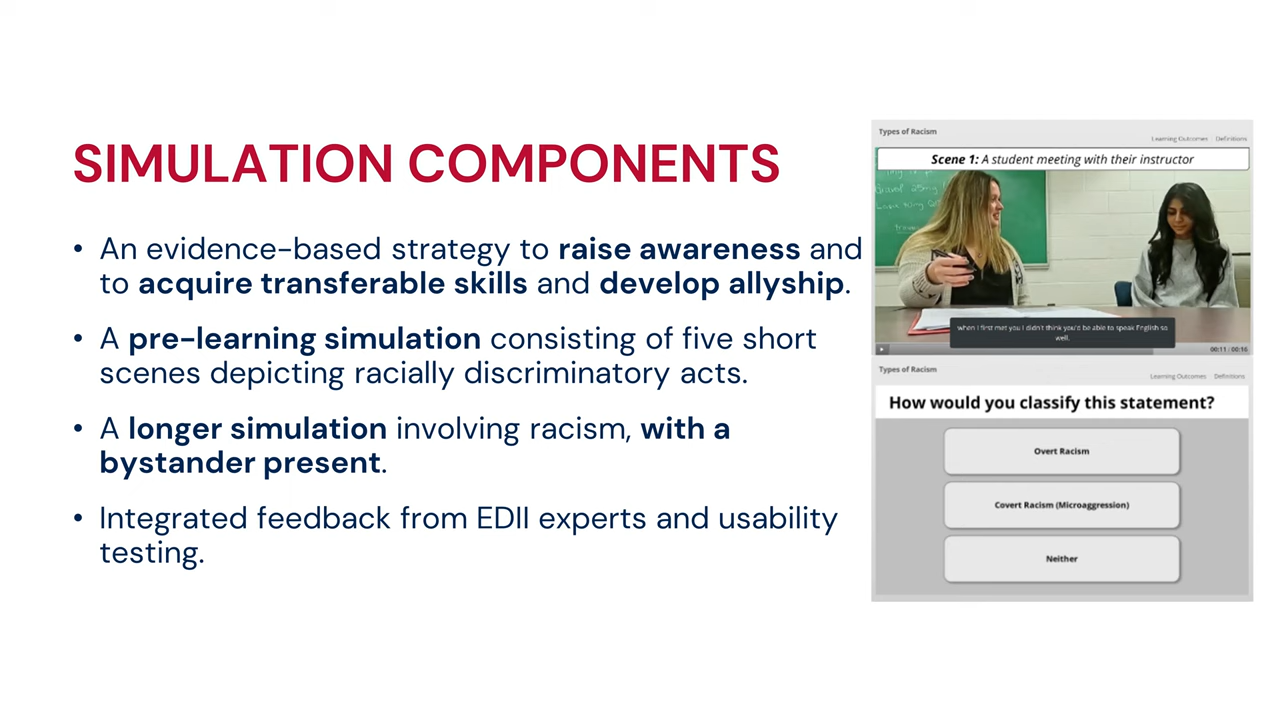 SIMULATION COMPONENTS
• An evidence-based strategy to raise awareness and
to acquire transferable skills and develop allyship.
• A pre-learning simulation consisting of five short
scenes depicting racially discriminatory acts.
• A longer simulation involving racism, with a
bystander present.
• Integrated feedback from EDII experts and usability
testing.
Types of Racism
Learning Outcomes Definitions
Scene 1: A student meeting with their instructor
when I first met you I didn't think you'd be able to speak English so
well.
00:11 / 00:16
Types of Racism
Learning Outcomes Definitions
How would you classify this statement?
Overt Racism
Covert Racism (Microaggression)
Neither